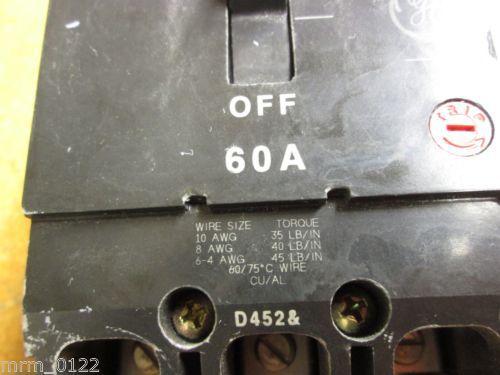 OFF
60A
WIRE SIZE TORQUE
10 AWG 35 LB/IN
8 AWG 40 LB/IN
6-4 AWG 45 LB/IN
60/75°C WIRE
CU/AL
D452&
mrm_0122